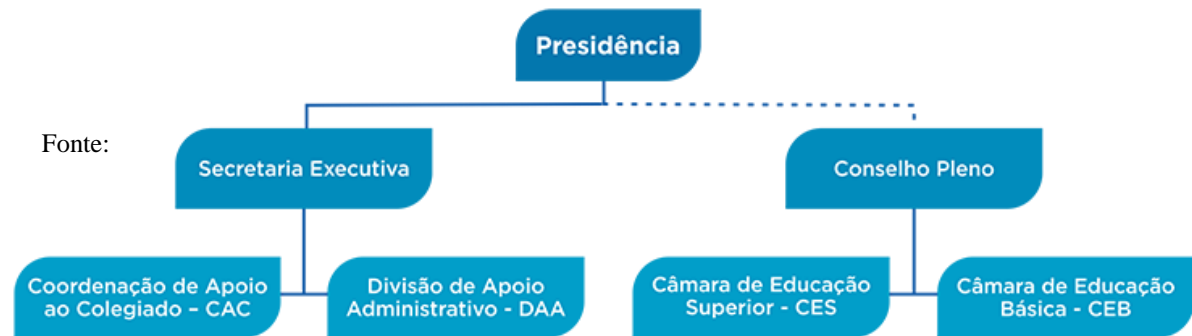 Presidência
Fonte:
Secretaria Executiva
Conselho Pleno
Coordenação de Apoio
ao Colegiado – CAC
Divisão de Apoio
Administrativo - DAA
Câmara de Educação
Superior - CES
Câmara de Educação
Básica - CEB